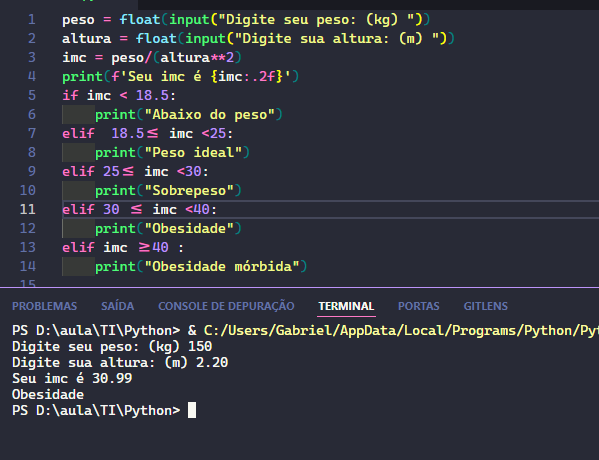 1 peso = float(input("Digite seu peso: (kg) "))
2 altura = float(input("Digite sua altura: (m) "))
3 imc = peso/(altura**2)
4 print(f'Seu imc é {imc:.2f}')
5 if imc < 18.5:
6     print("Abaixo do peso")
7 elif  18.5≤ imc <25:
8     print("Peso ideal")
9 elif 25≤ imc <30:
10     print("Sobrepeso")
11 elif 30 ≤ imc <40:
12     print("Obesidade")
13 elif imc ≥40 :
14     print("Obesidade mórbida")
15
PROBLEMAS SAÍDA CONSOLE DE DEPURAÇÃO TERMINAL PORTAS GITLENS
PS D:\aula\TI\Python> & C:/Users/Gabriel/AppData/Local/Programs/Python/Pyt
Digite seu peso: (kg) 150
Digite sua altura: (m) 2.20
Seu imc é 30.99
Obesidade
PS D:\aula\TI\Python>